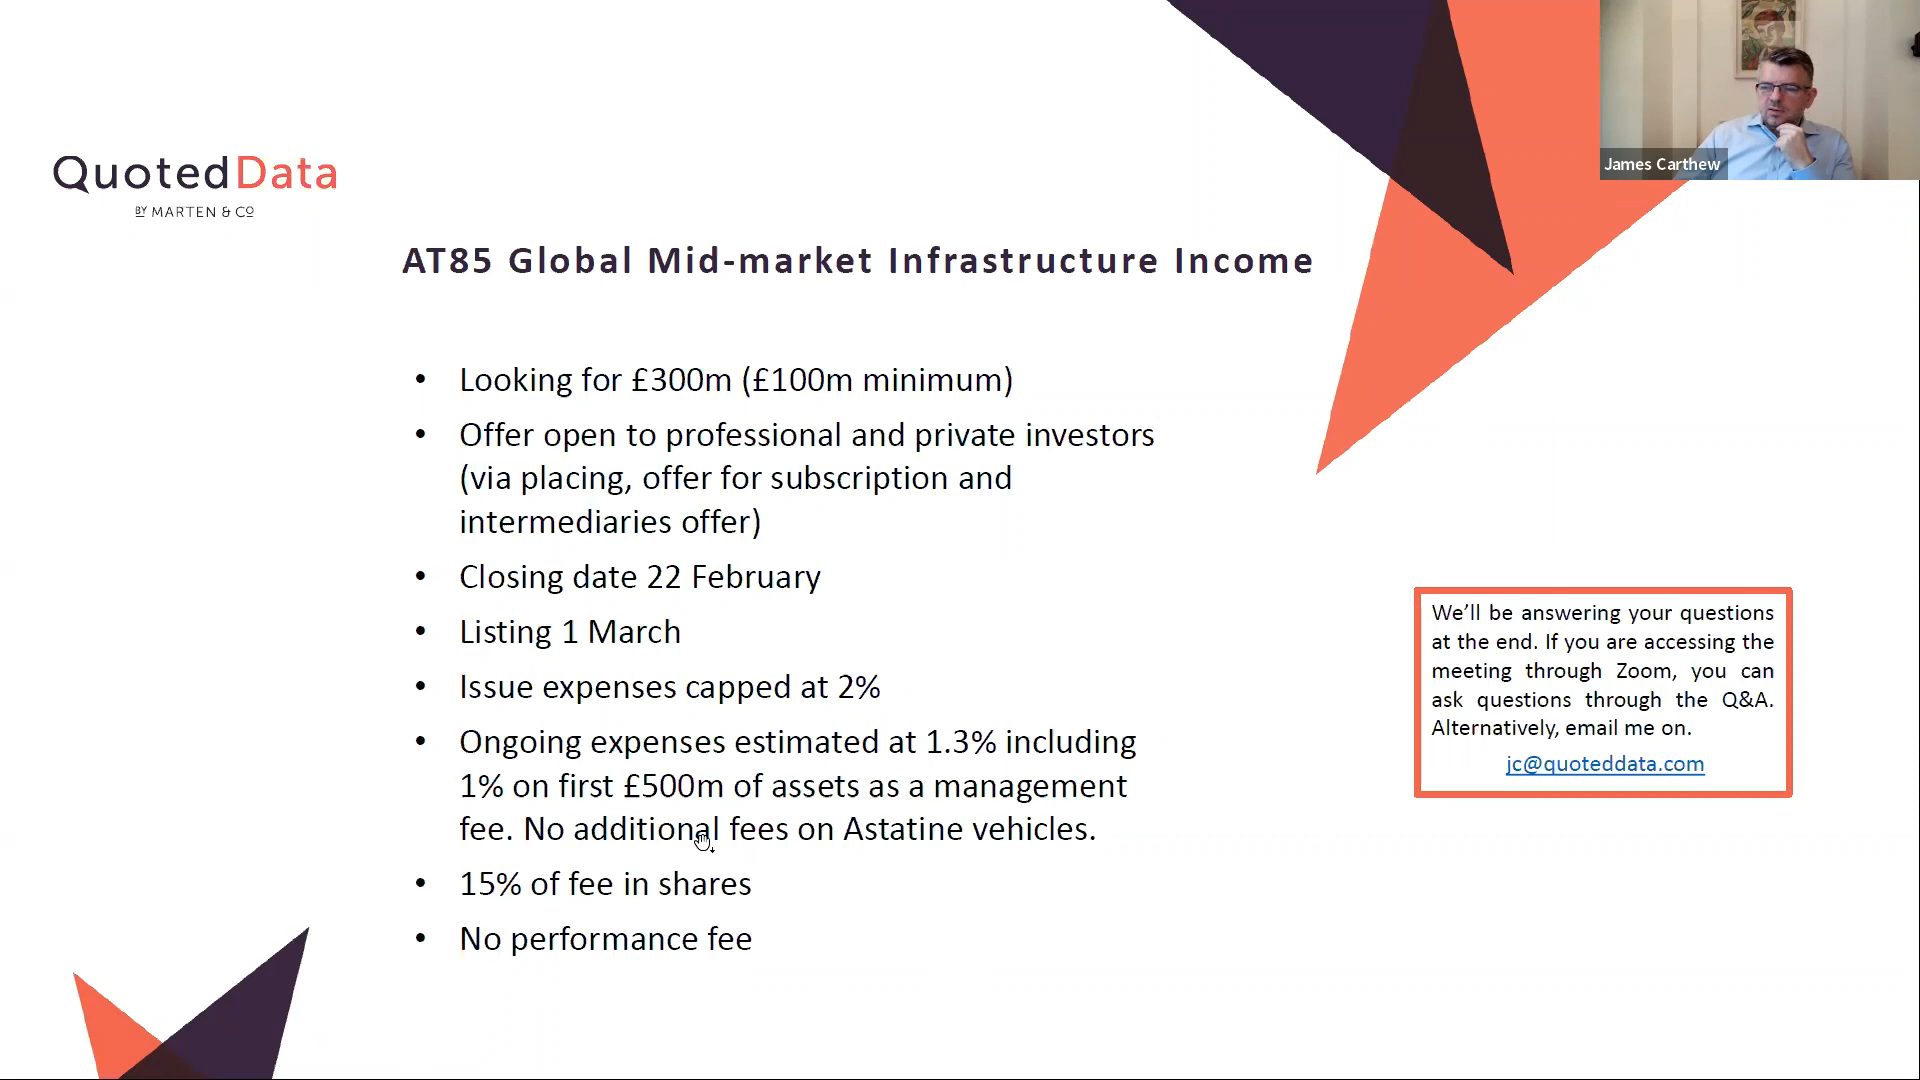 James Carthew
QuotedData
BY MARTEN & CO
AT85 Global Mid-market Infrastructure Income
• Looking for £300m (£100m minimum)
• Offer open to professional and private investors
(via placing, offer for subscription and
intermediaries offer)
• Closing date 22 February
• Listing 1 March
• Issue expenses capped at 2%
• Ongoing expenses estimated at 1.3% including
1% on first £500m of assets as a management
fee. No additional fees on Astatine vehicles.
• 15% of fee in shares
• No performance fee
We’ll be answering your questions
at the end. If you are accessing the
meeting through Zoom, you can
ask questions through the Q&A.
Alternatively, email me on.
jc@quoteddata.com